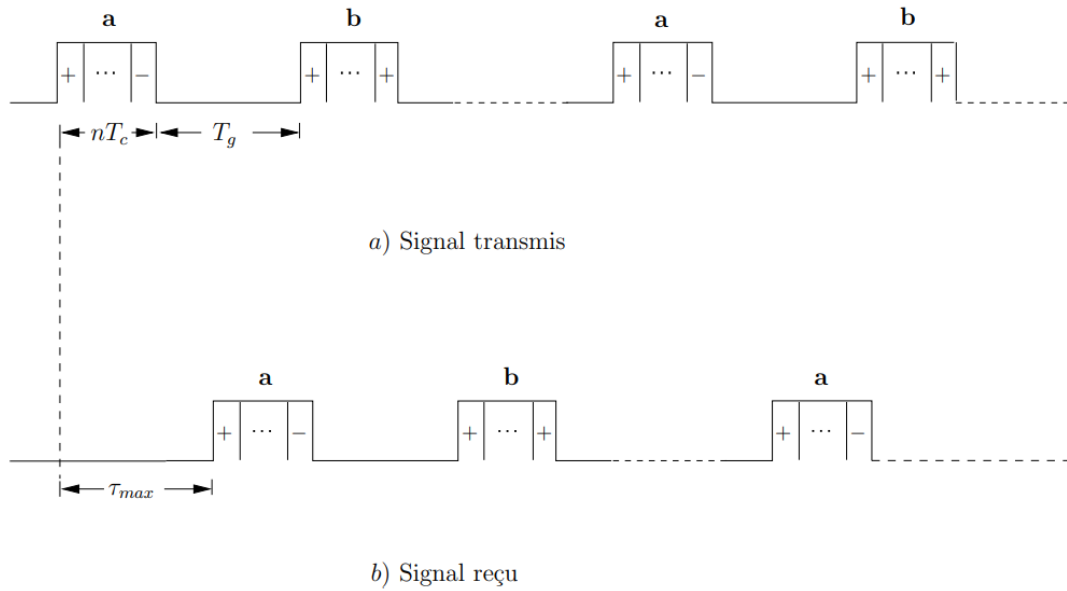 a b a b
+ ··· − + ··· + + ··· − + ··· +
nT_c T_g
a) Signal transmis
a b a
+ ··· − + ··· + + ··· −
τ_max
b) Signal reçu